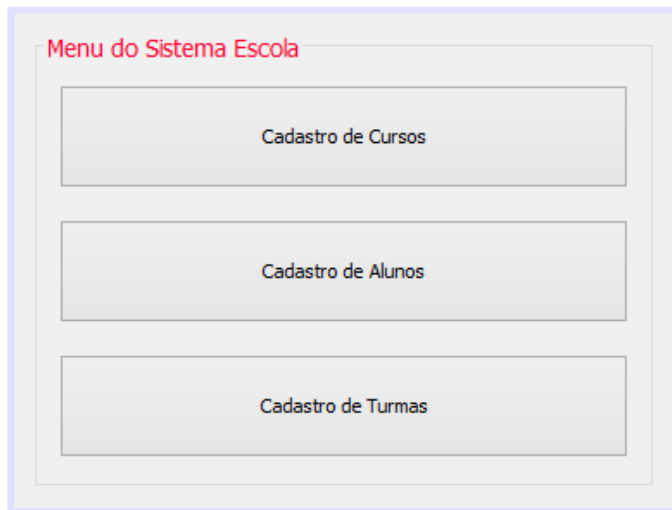 Menu do Sistema Escola
Cadastro de Cursos
Cadastro de Alunos
Cadastro de Turmas